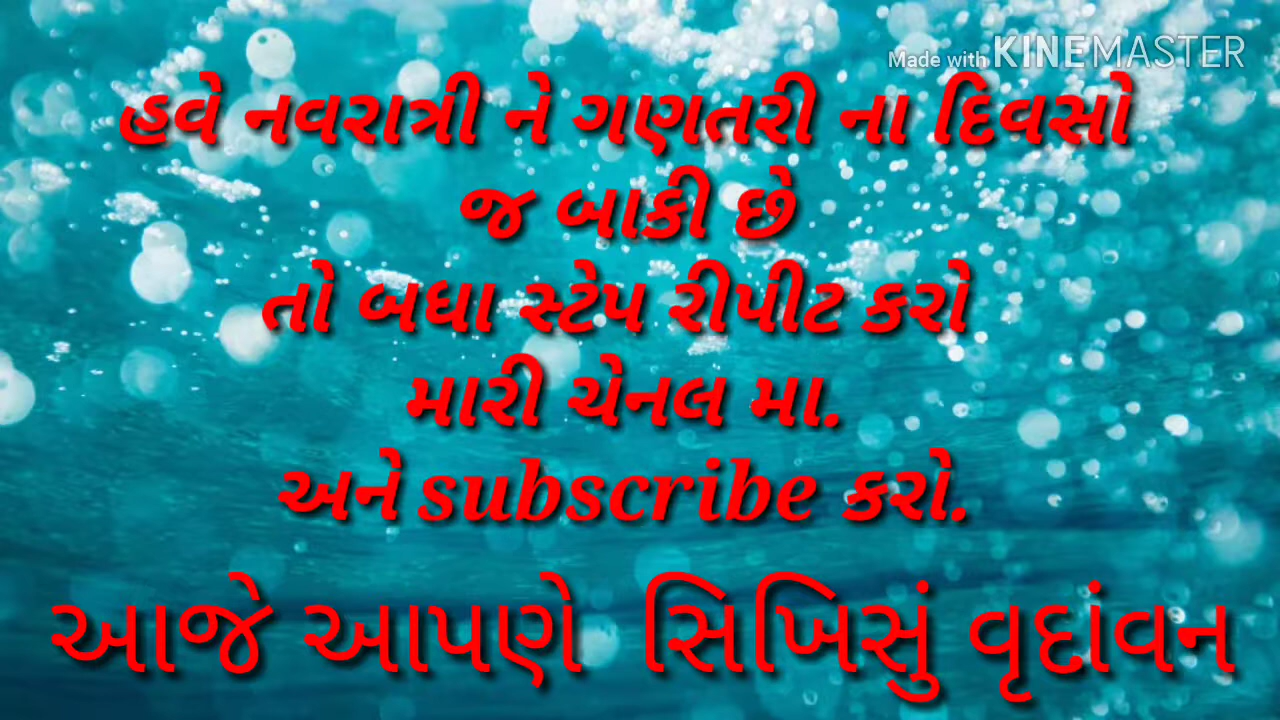 Made with KINEMASTER
હવે નવરાત્રી ને ગણતરી ના દિવસો
જ બાકી છે
તો બધા સ્ટેપ રીપીટ કરો
મારી ચેનલ મા.
અને subscribe કરો.
આજે આપણે સિખિસું વૃદાંવન